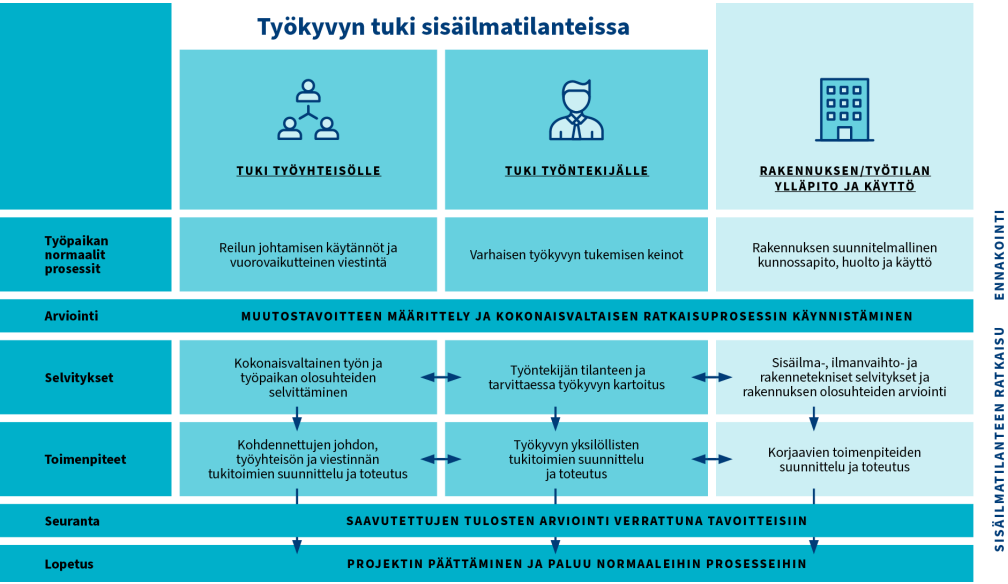 Työkyvyn tuki sisäilmatilanteissa
TUKI TYÖYHTEISÖLLE
TUKI TYÖNTEKIJÄLLE
RAKENNUKSEN/TYÖTILAN
YLLÄPITO JA KÄYTTÖ
Työpaikan
normaalit
prosessit
Reilun johtamisen käytännöt ja
vuorovaikutteinen viestintä
Varhaisen työkyvyn tukemisen keinot
Rakennuksen suunnitelmallinen
kunnossapito, huolto ja käyttö
ENNAKOINTI
Arviointi
MUUTOSTAVOITTEEN MÄÄRITTELY JA KOKONAISVALTAISEN RATKAISUPROSESSIN KÄYNNISTÄMINEN
Selvitykset
Kokonaisvaltainen työn ja
työpaikan olosuhteiden
selvittäminen
Työntekijän tilanteen ja
tarvittaessa työkyvyn kartoitus
Sisäilma-, ilmanvaihto- ja
rakennetekniset selvitykset ja
rakennuksen olosuhteiden arviointi
Toimenpiteet
Kohdennettujen johdon,
työyhteisön ja viestinnän
tukitoimien suunnittelu ja toteutus
Työkyvyn yksilöllisten
tukitoimien suunnittelu
ja toteutus
Korjaavien toimenpiteiden
suunnittelu ja toteutus
Seuranta
SAAVUTETTUJEN TULOSTEN ARVIOINTI VERRATTUNA TAVOITTEISIIN
Lopetus
PROJEKTIN PÄÄTTÄMINEN JA PALUU NORMAALEIHIN PROSESSEIHIN
SISÄILMATILANTEEN RATKAISU